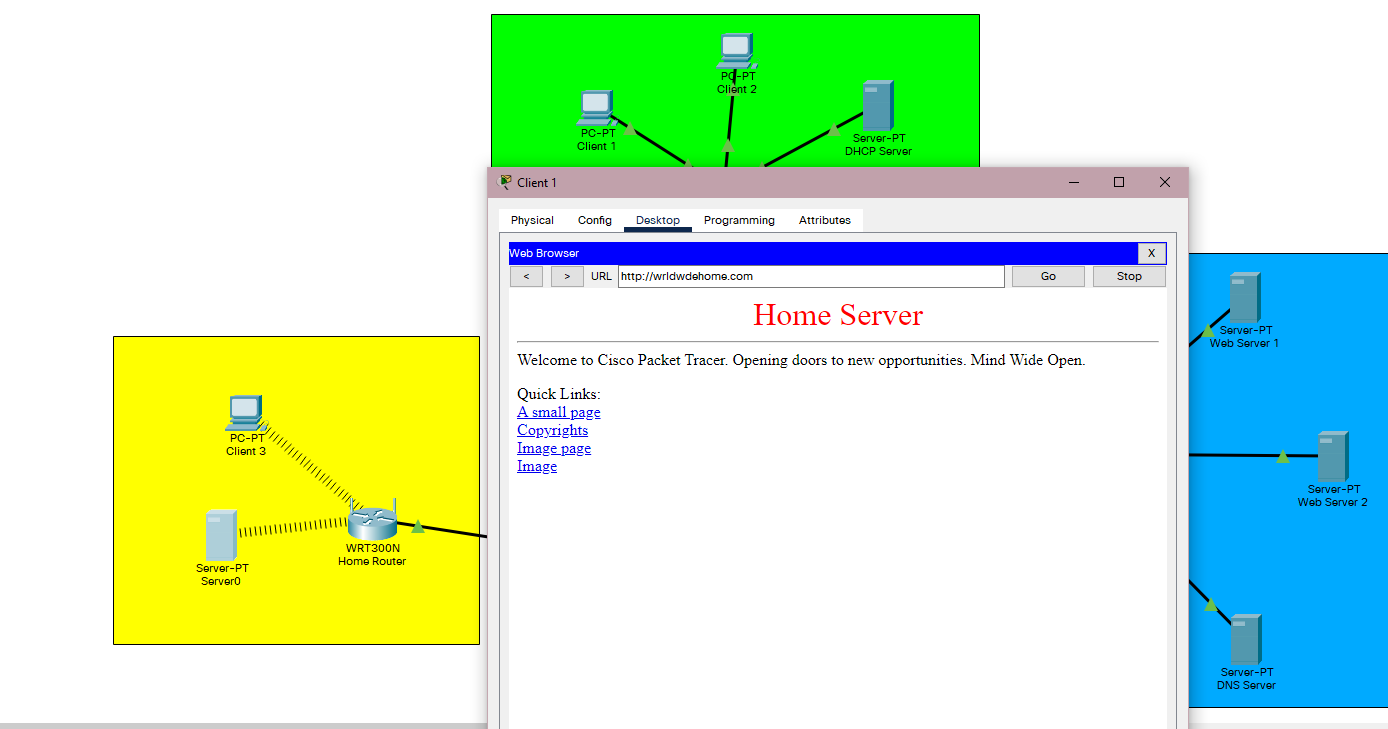 PC-PT
Client 2
PC-PT
Client 1
Server-PT
DHCP Server
Client 1
Physical Config Desktop Programming Attributes
Web Browser X
< > URL http://wrldwdehome.com Go Stop
Home Server
Welcome to Cisco Packet Tracer. Opening doors to new opportunities. Mind Wide Open.
Quick Links:
A small page
Copyrights
Image page
Image
PC-PT
Client 3
Server-PT
Server0
WRT300N
Home Router
Server-PT
Web Server 1
Server-PT
Web Server 2
Server-PT
DNS Server